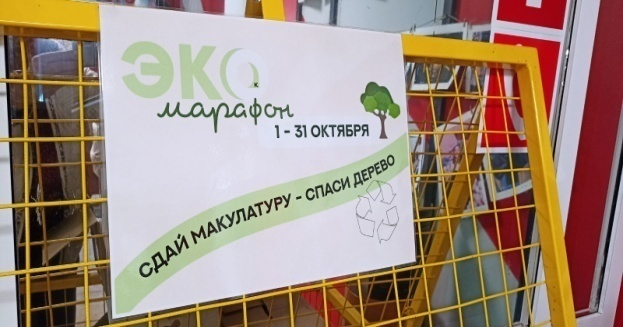 ЭКО
марафон
1 - 31 ОКТЯБРЯ
СДАЙ МАКУЛАТУРУ - СПАСИ ДЕРЕВО